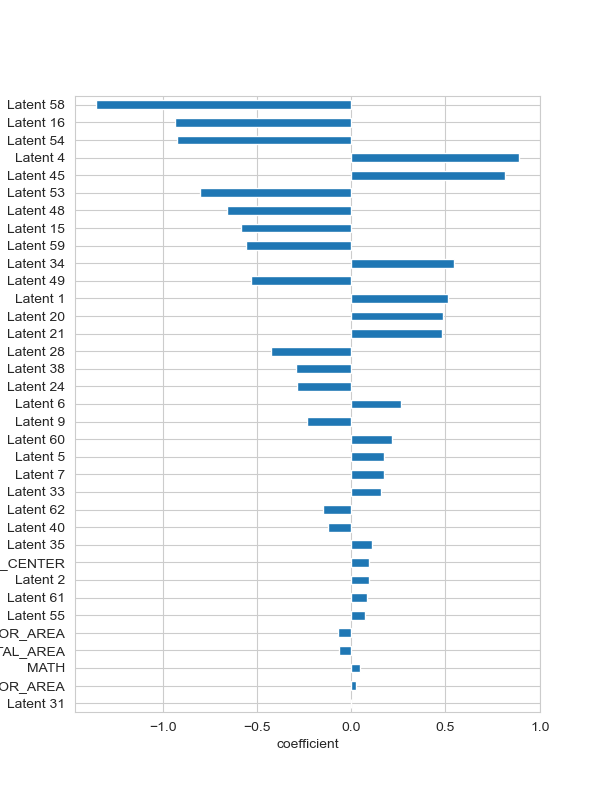 Latent 58
Latent 16
Latent 54
Latent 4
Latent 45
Latent 53
Latent 48
Latent 15
Latent 59
Latent 34
Latent 49
Latent 1
Latent 20
Latent 21
Latent 28
Latent 38
Latent 24
Latent 6
Latent 9
Latent 60
Latent 5
Latent 7
Latent 33
Latent 62
Latent 40
Latent 35
_CENTER
Latent 2
Latent 61
Latent 55
OR_AREA
TAL_AREA
MATH
OR_AREA
Latent 31
−1.0 −0.5 0.0 0.5 1.0
coefficient